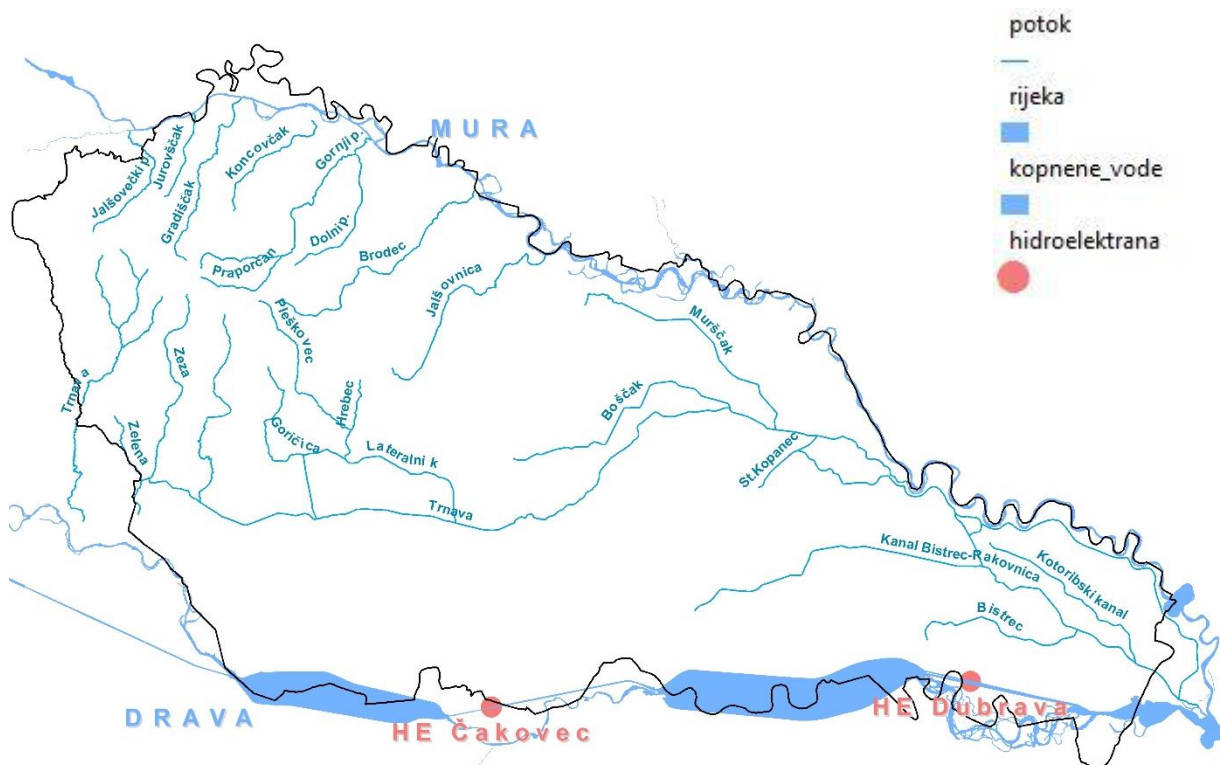 potok
rijeka
kopnene_vode
hidroelektrana
MURA
Jalšovečki p.
Jurovščak
Gradiščak
Koncovčak
Gornji p.
Dolni p.
Praporčan
Brodec
Jalšovnica
Pleškovec
Murščak
Zeza
Trnava
Hrebec
Boščak
Zelena
Goričica
Lateralni k
St.Kopanec
Trnava
Kanal Bistrec-Rakovnica
Kotoribski kanal
Bistrec
DRAVA
HE Čakovec
HE Dubrava